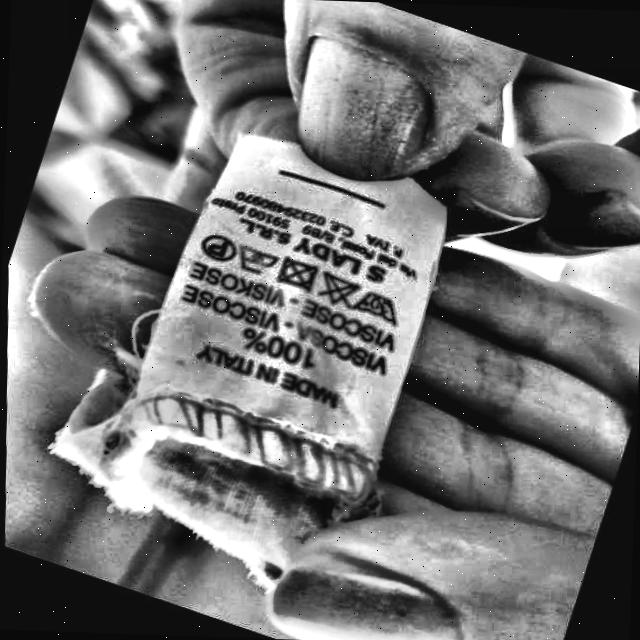 MADE IN ITALY
100%
VISCOSA - VISCOSE
VISCOSE - VISKOSE
P
S LADY S.R.L.